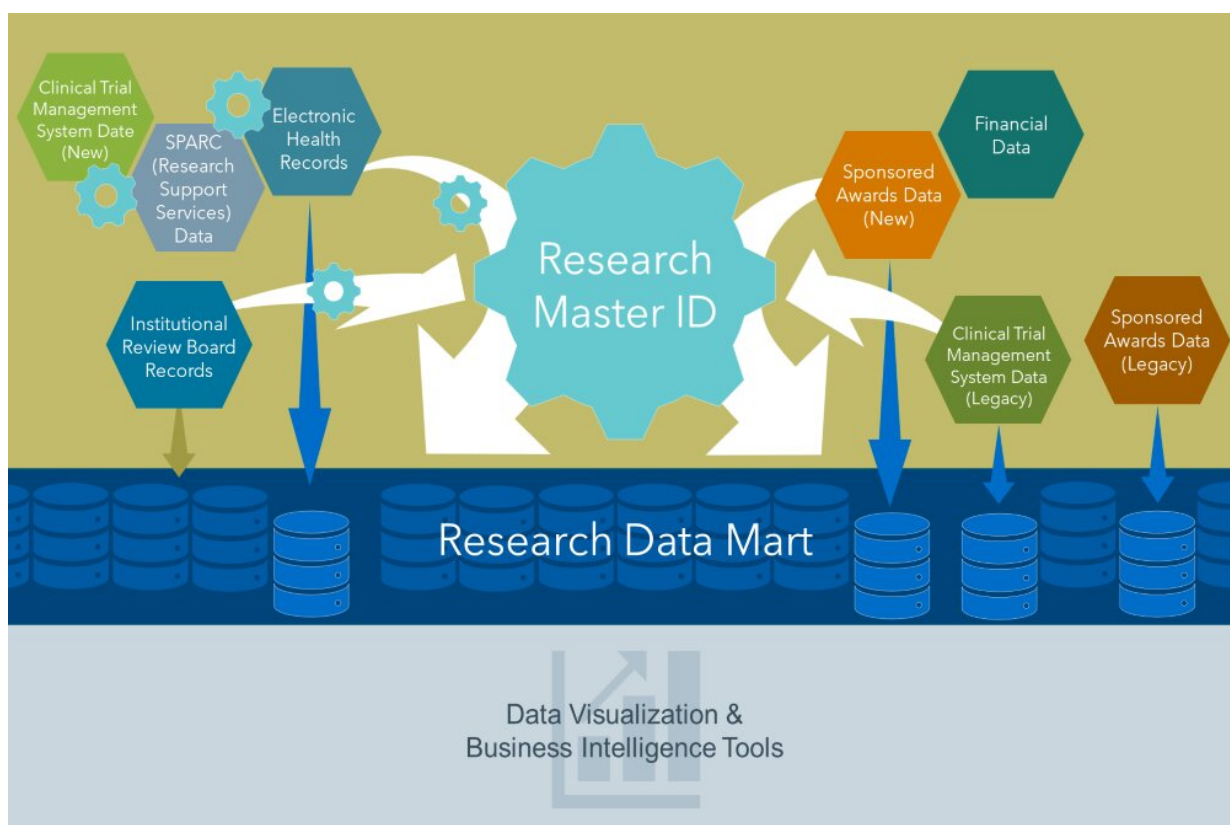 Clinical Trial
Management
System Date
(New)
SPARC
(Research
Support
Services)
Data
Electronic
Health
Records
Institutional
Review Board
Records
Research
Master ID
Sponsored
Awards Data
(New)
Financial
Data
Clinical Trial
Management
System Data
(Legacy)
Sponsored
Awards Data
(Legacy)
Research Data Mart
Data Visualization &
Business Intelligence Tools